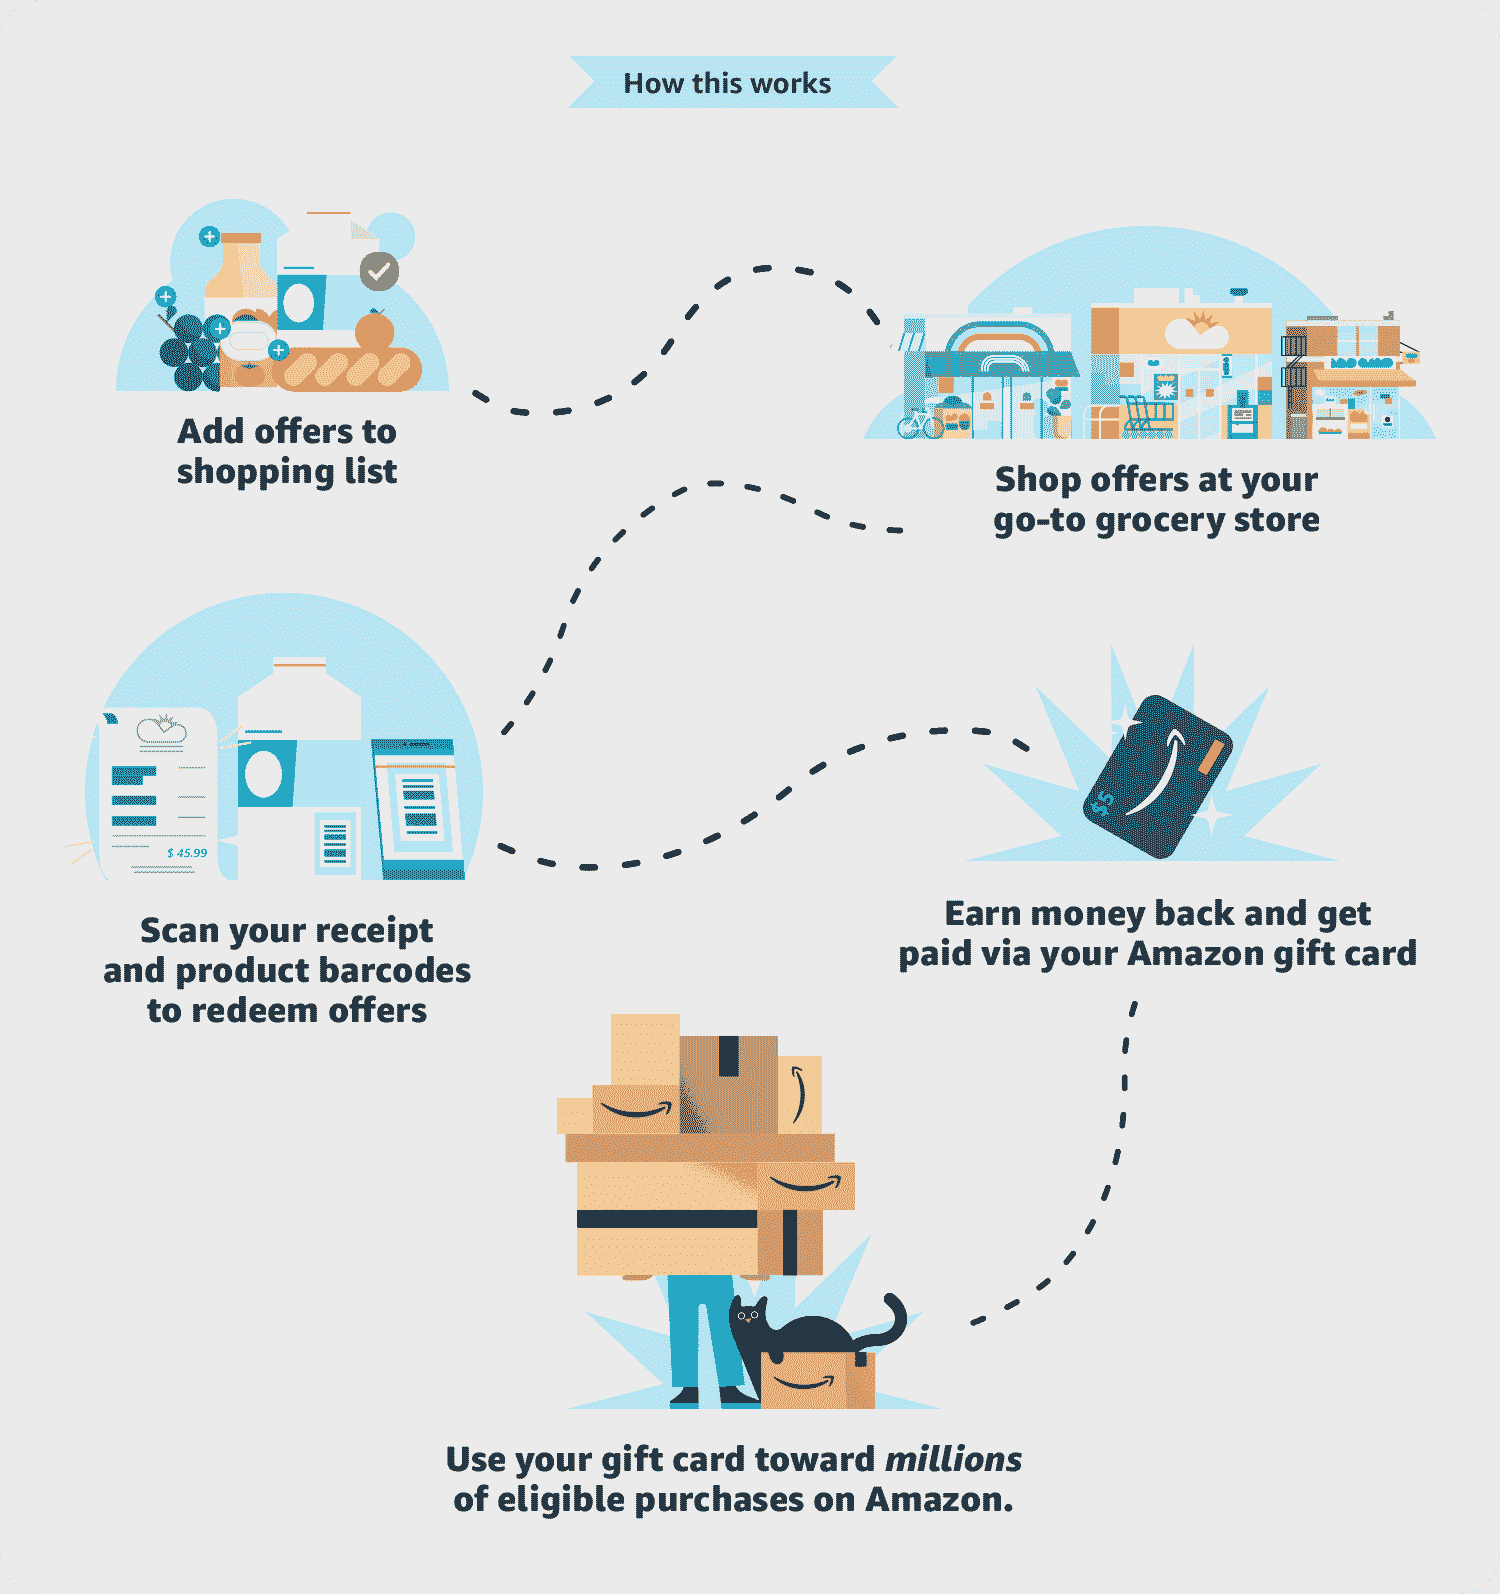 How this works
Add offers to
shopping list
Shop offers at your
go-to grocery store
$ 45.99
Scan your receipt
and product barcodes
to redeem offers
$5
Earn money back and get
paid via your Amazon gift card
Use your gift card toward millions
of eligible purchases on Amazon.